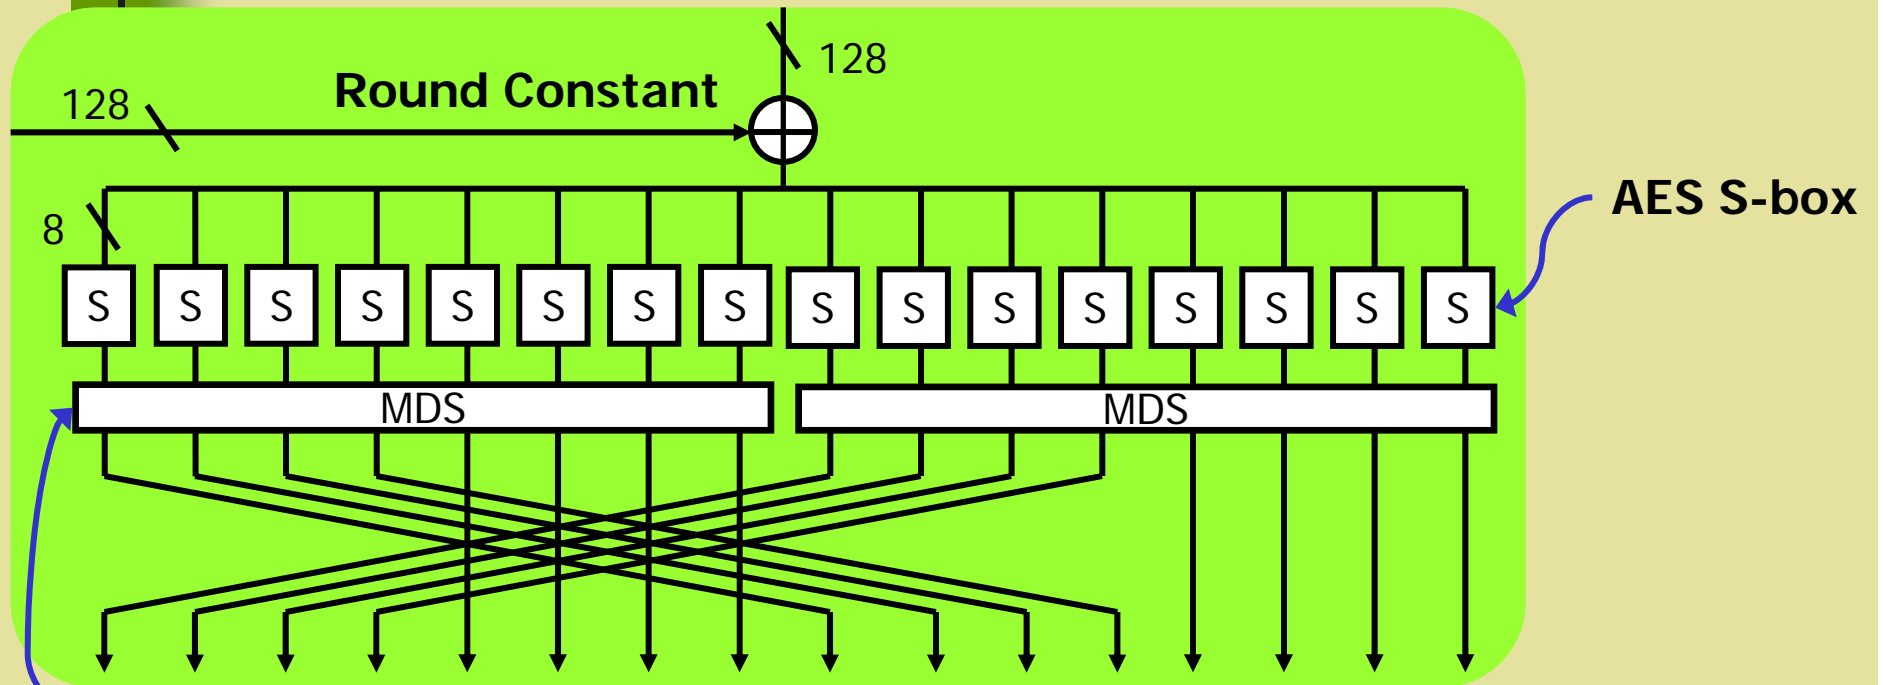 128
Round Constant
128
AES S-box
8
S S S S S S S S S S S S S S S S
MDS MDS